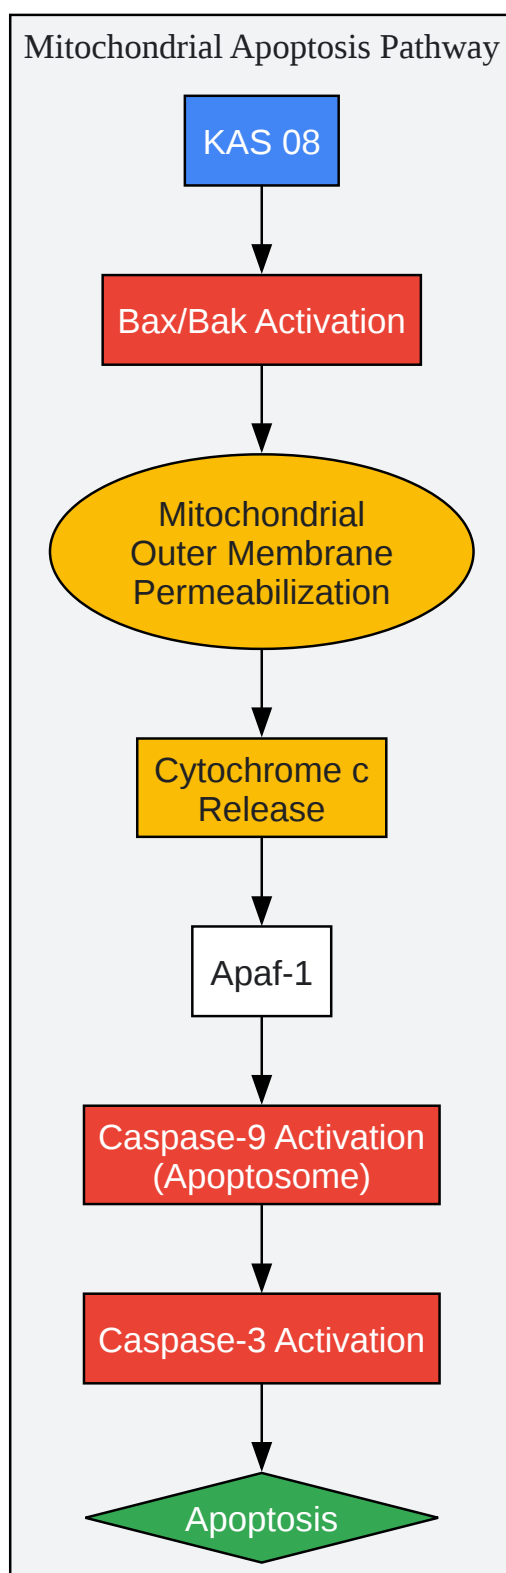 Mitochondrial Apoptosis Pathway
KAS 08
Bax/Bak Activation
Mitochondrial
Outer Membrane
Permeabilization
Cytochrome c
Release
Apaf-1
Caspase-9 Activation
(Apoptosome)
Caspase-3 Activation
Apoptosis